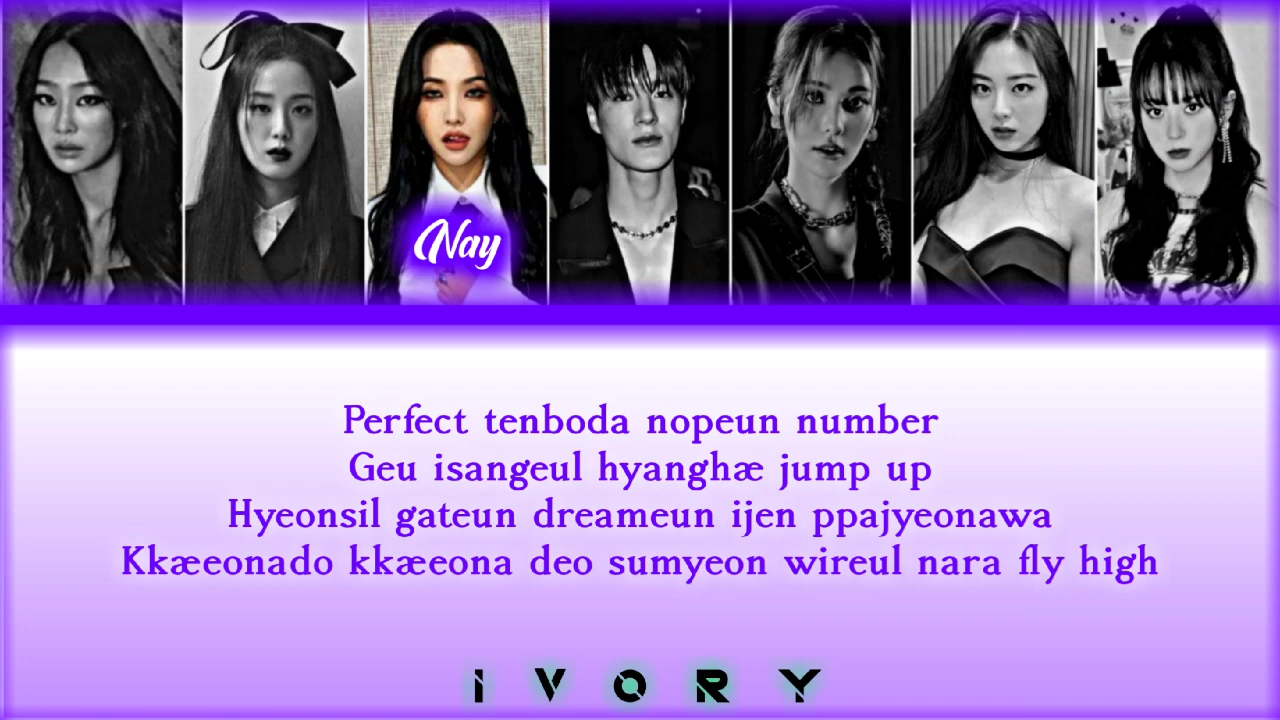 Nay
Perfect tenboda nopeun number
Geu isangeul hyanghæ jump up
Hyeonsil gateun dreameun ijen ppajyeonawa
Kkæeonado kkæeona deo sumyeon wireul nara fly high
IVORY